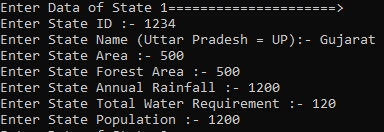 Enter Data of State 1=====================>
Enter State ID :- 1234
Enter State Name (Uttar Pradesh = UP):- Gujarat
Enter State Area :- 500
Enter State Forest Area :- 500
Enter State Annual Rainfall :- 1200
Enter State Total Water Requirement :- 120
Enter State Population :- 1200